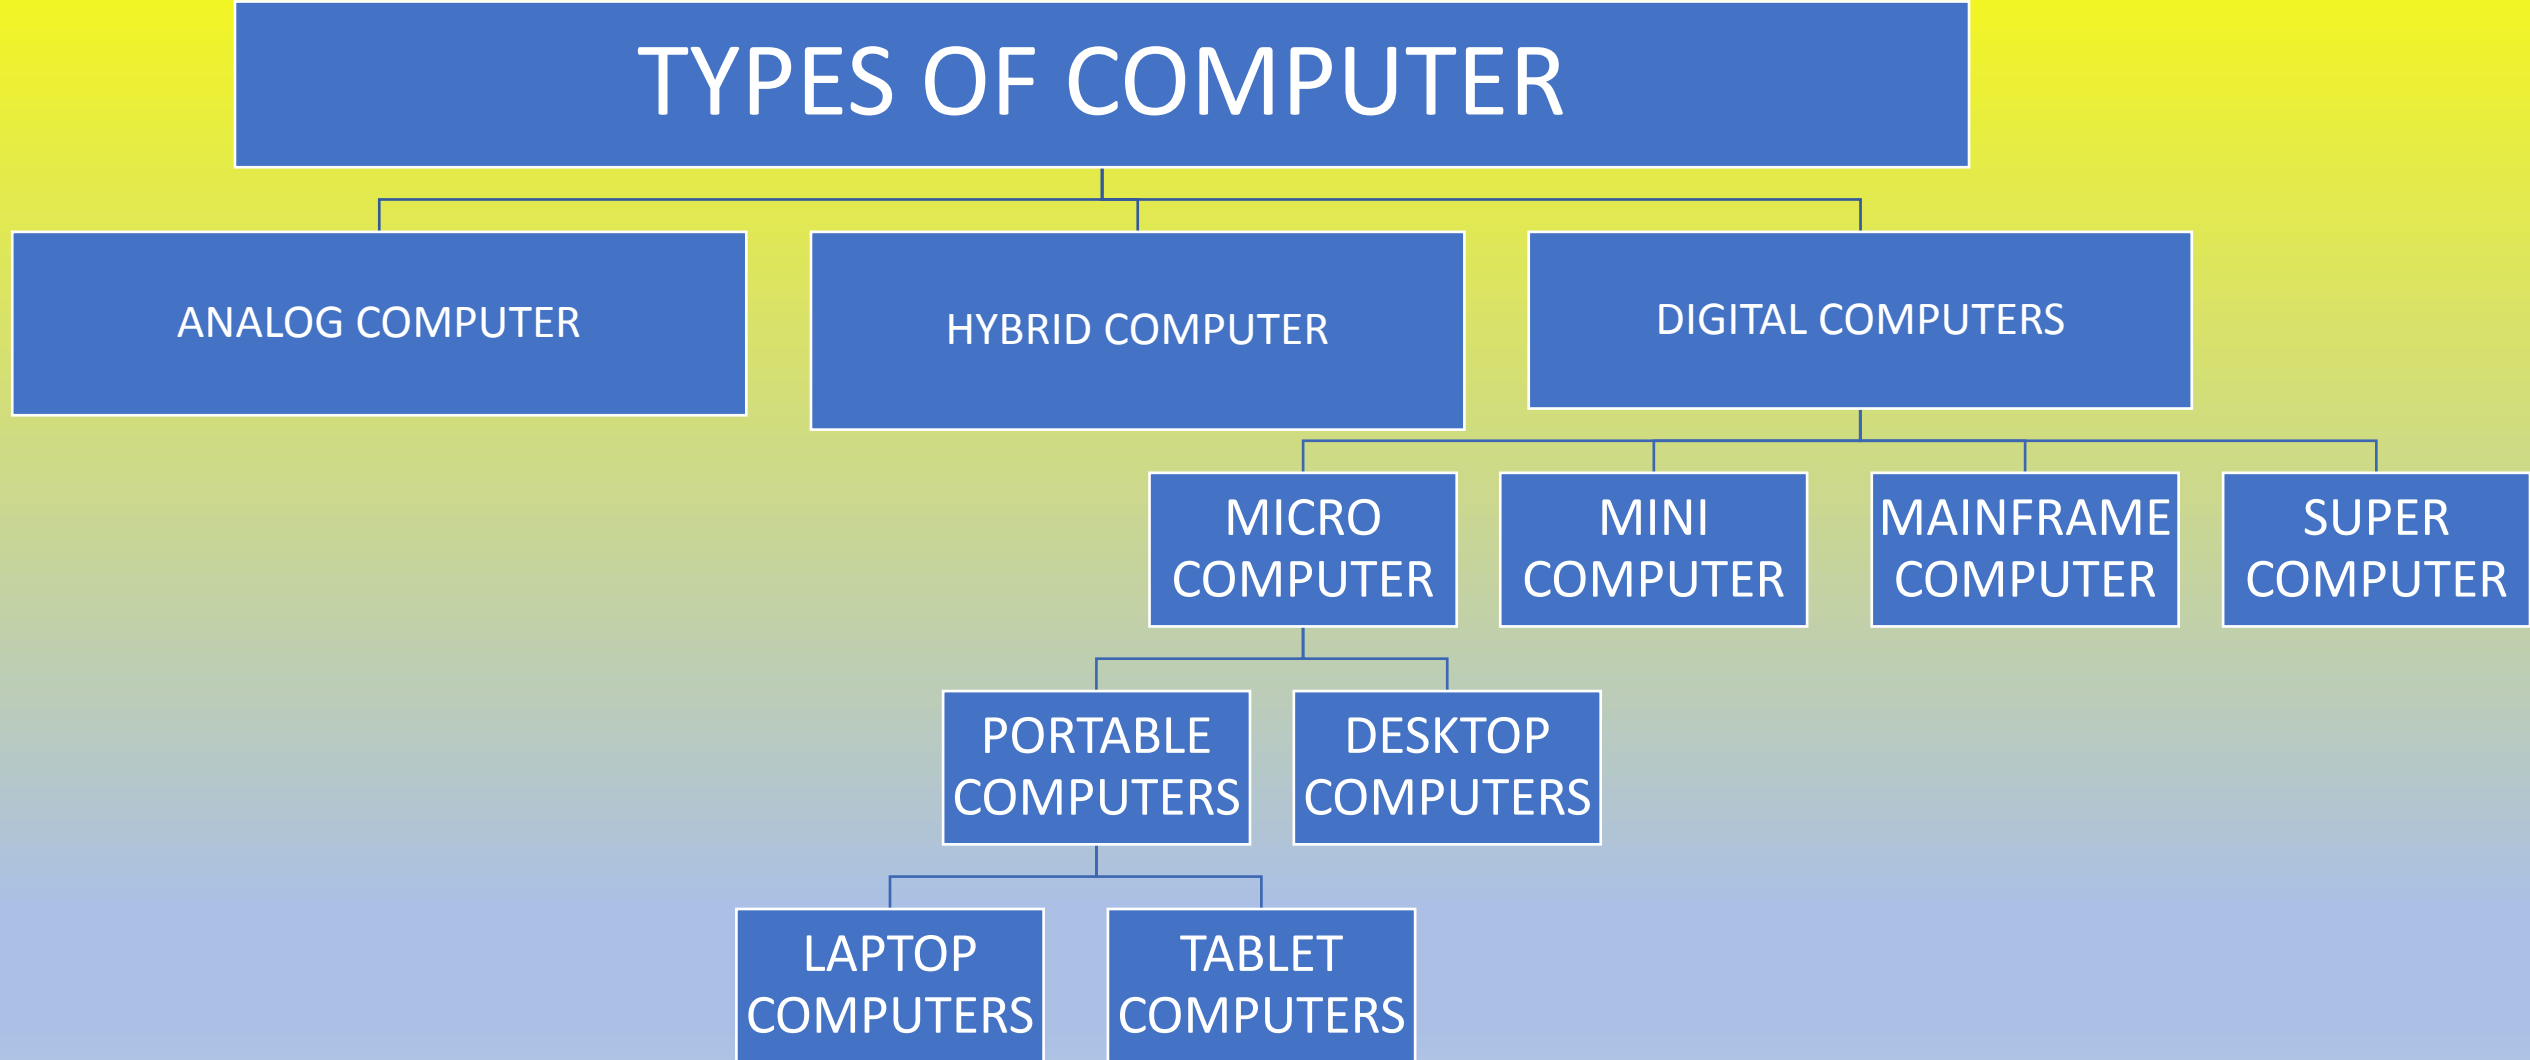 TYPES OF COMPUTER
ANALOG COMPUTER
HYBRID COMPUTER
DIGITAL COMPUTERS
MICRO
COMPUTER
MINI
COMPUTER
MAINFRAME
COMPUTER
SUPER
COMPUTER
PORTABLE
COMPUTERS
DESKTOP
COMPUTERS
LAPTOP
COMPUTERS
TABLET
COMPUTERS